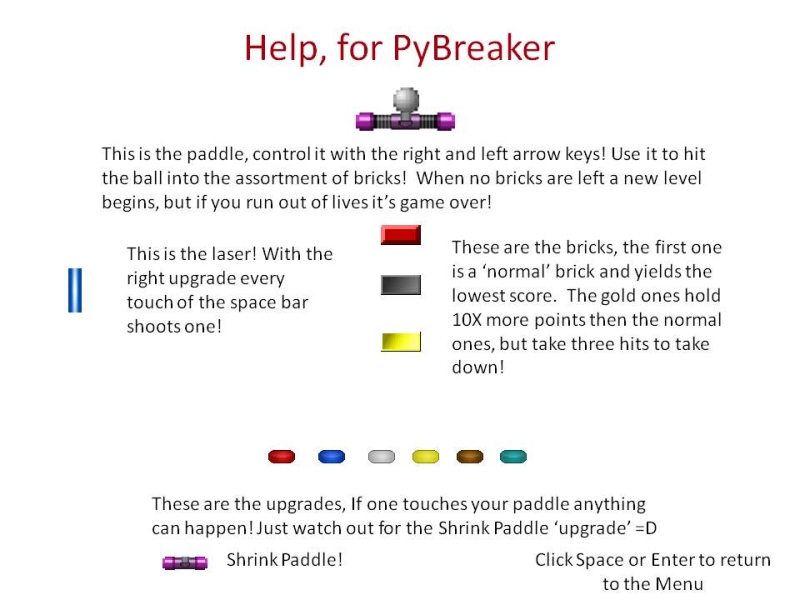 Help, for PyBreaker
This is the paddle, control it with the right and left arrow keys! Use it to hit
the ball into the assortment of bricks! When no bricks are left a new level
begins, but if you run out of lives it’s game over!
This is the laser! With the
right upgrade every
touch of the space bar
shoots one!
These are the bricks, the first one
is a ‘normal’ brick and yields the
lowest score. The gold ones hold
10X more points then the normal
ones, but take three hits to take
down!
These are the upgrades, If one touches your paddle anything
can happen! Just watch out for the Shrink Paddle ‘upgrade’ =D
Shrink Paddle!
Click Space or Enter to return
to the Menu